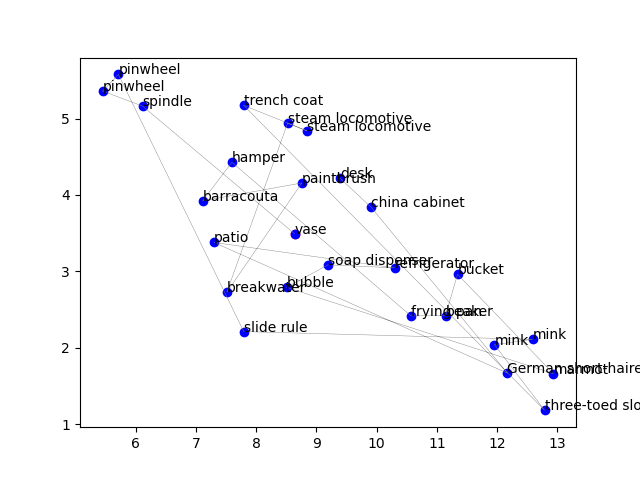 pinwheel
pinwheel
spindle
trench coat
steam locomotive
steam locomotive
hamper
desk
paintbrush
barracouta
china cabinet
vase
patio
soap dispenser
refrigerator
bucket
bubble
breakwater
frying pan
beaker
slide rule
mink
mink
German short-haire
marmot
three-toed slo
5
4
3
2
1
6 7 8 9 10 11 12 13